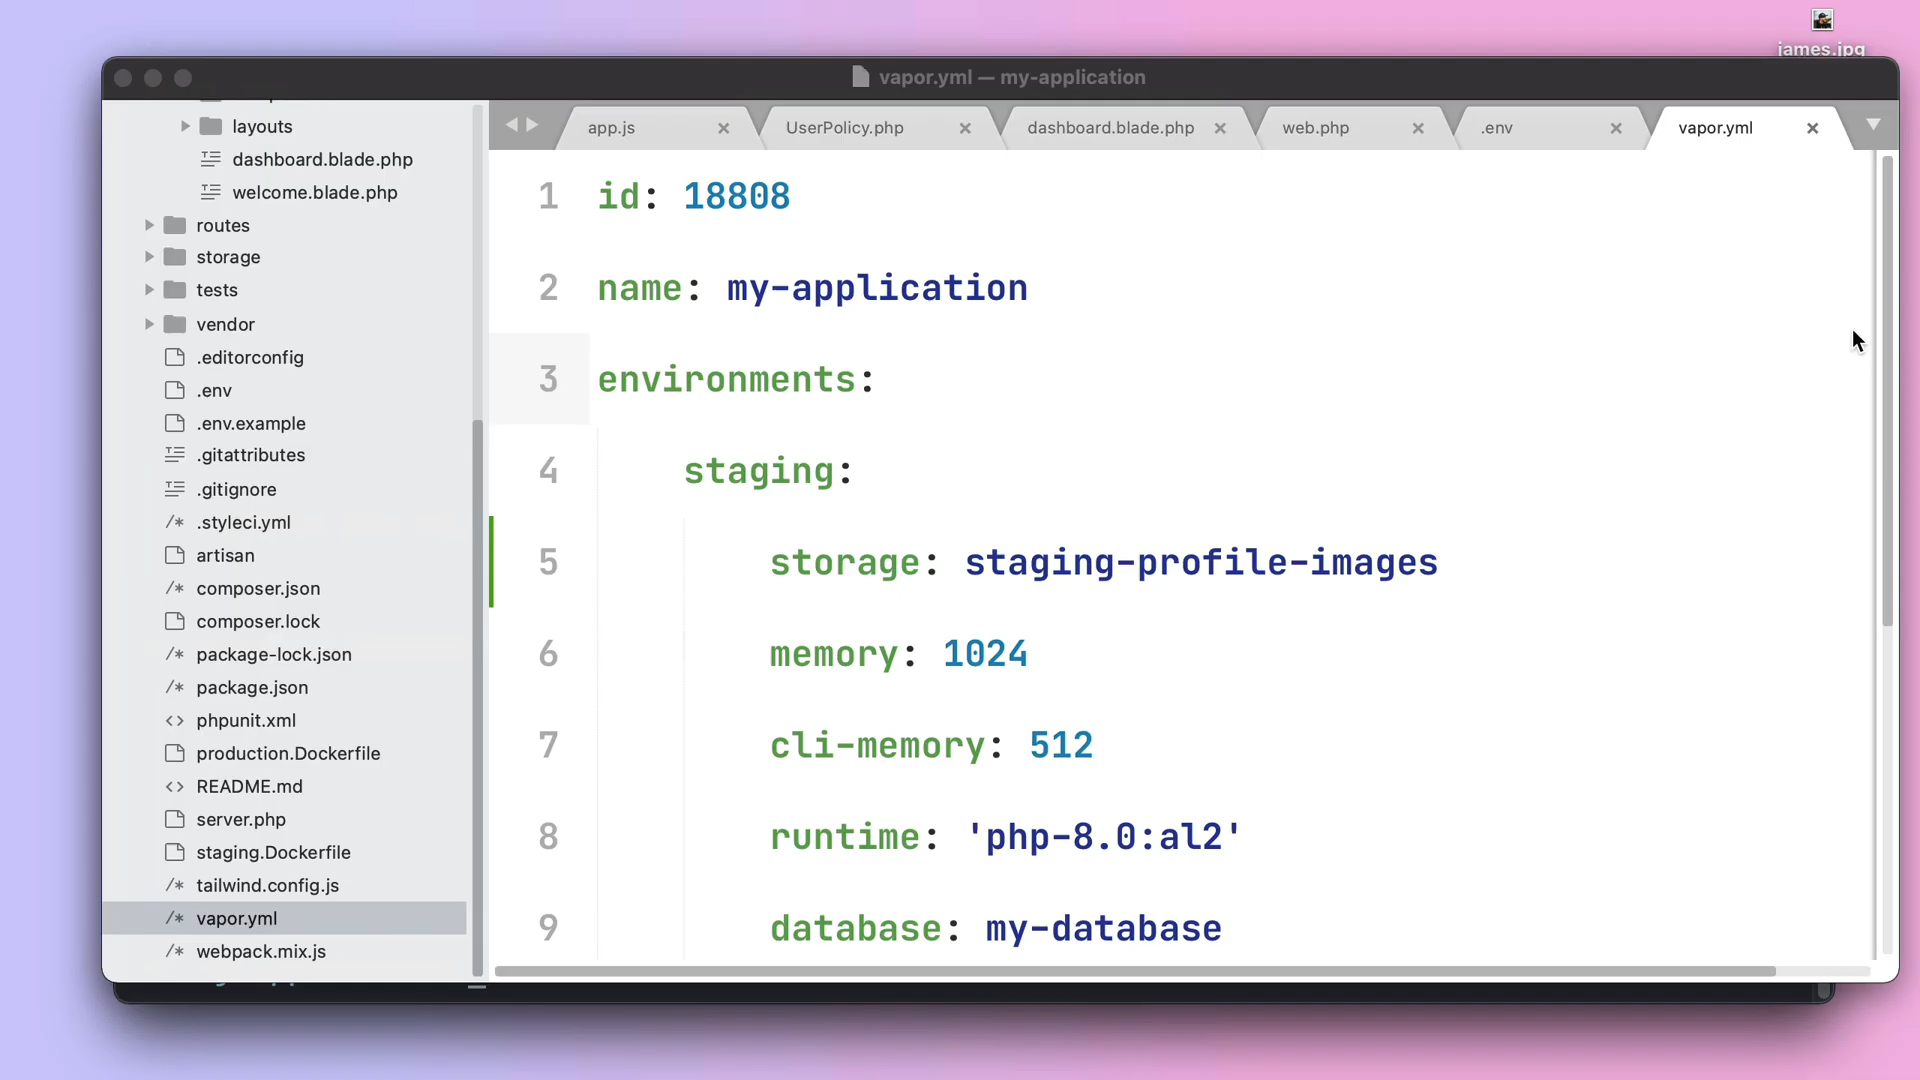 james.jpg
vapor.yml — my-application
layouts
dashboard.blade.php
welcome.blade.php
routes
storage
tests
vendor
.editorconfig
.env
.env.example
.gitattributes
.gitignore
/* .styleci.yml
artisan
/* composer.json
composer.lock
/* package-lock.json
/* package.json
<> phpunit.xml
production.Dockerfile
<> README.md
server.php
staging.Dockerfile
/* tailwind.config.js
/* vapor.yml
/* webpack.mix.js
app.js
UserPolicy.php
dashboard.blade.php
web.php
.env
vapor.yml
1 id: 18808
2 name: my-application
3 environments:
4 staging:
5 storage: staging-profile-images
6 memory: 1024
7 cli-memory: 512
8 runtime: 'php-8.0:al2'
9 database: my-database